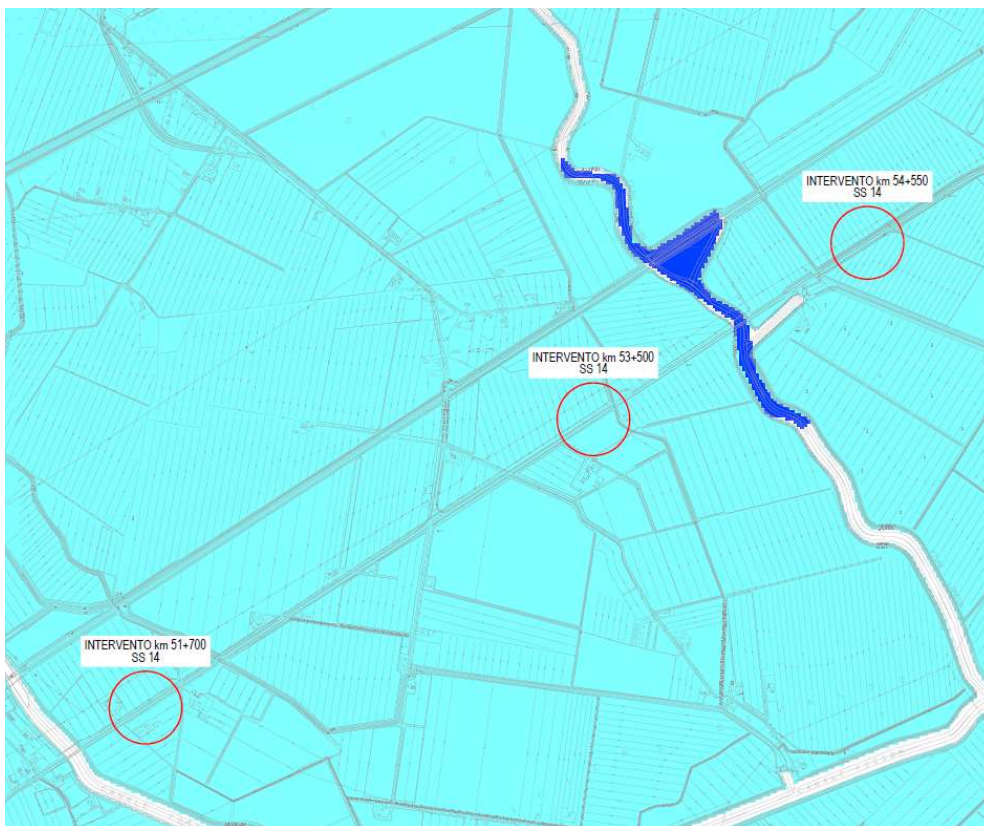 INTERVENTO km 54+550
SS 14
INTERVENTO km 53+500
SS 14
INTERVENTO km 51+700
SS 14